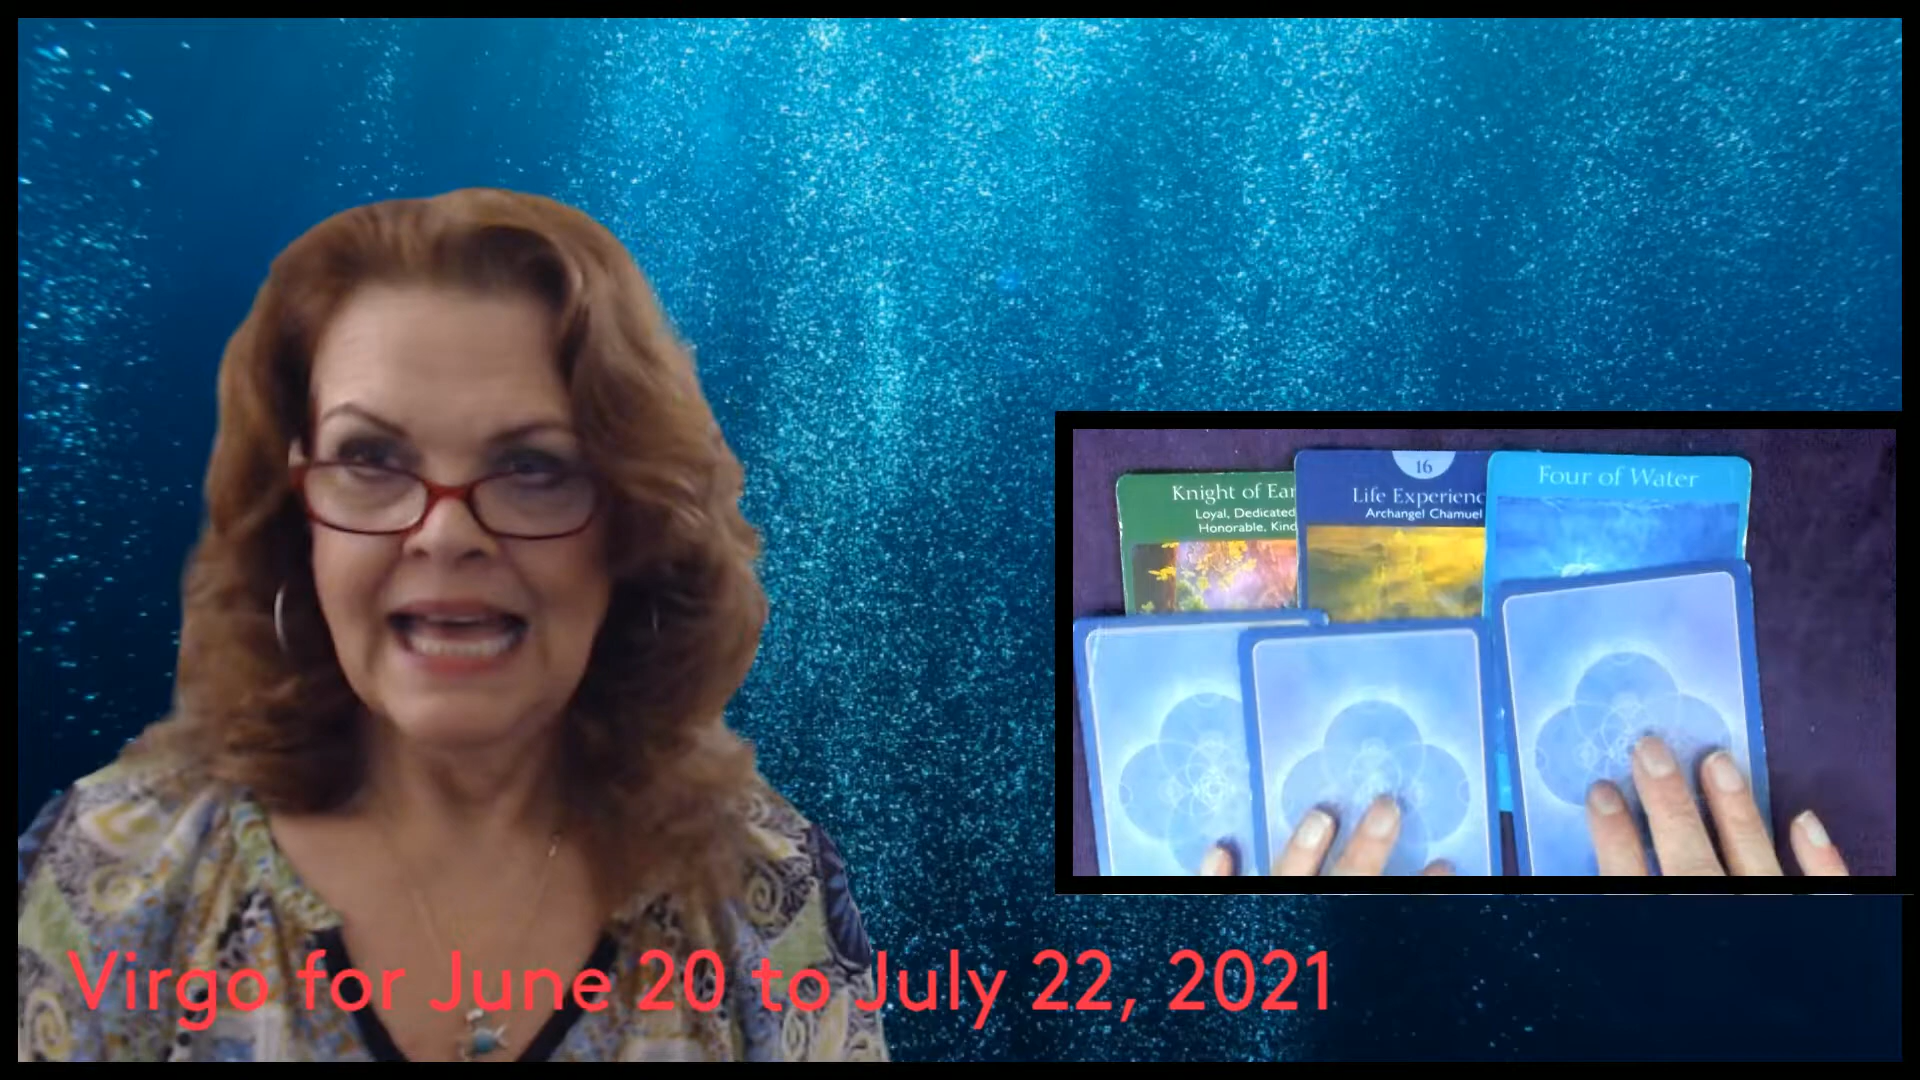 Knight of Ear
Loyal, Dedicated
Honorable, Kind
16
Life Experienc
Archangel Chamuel
Four of Water
Virgo for June 20 to July 22, 2021